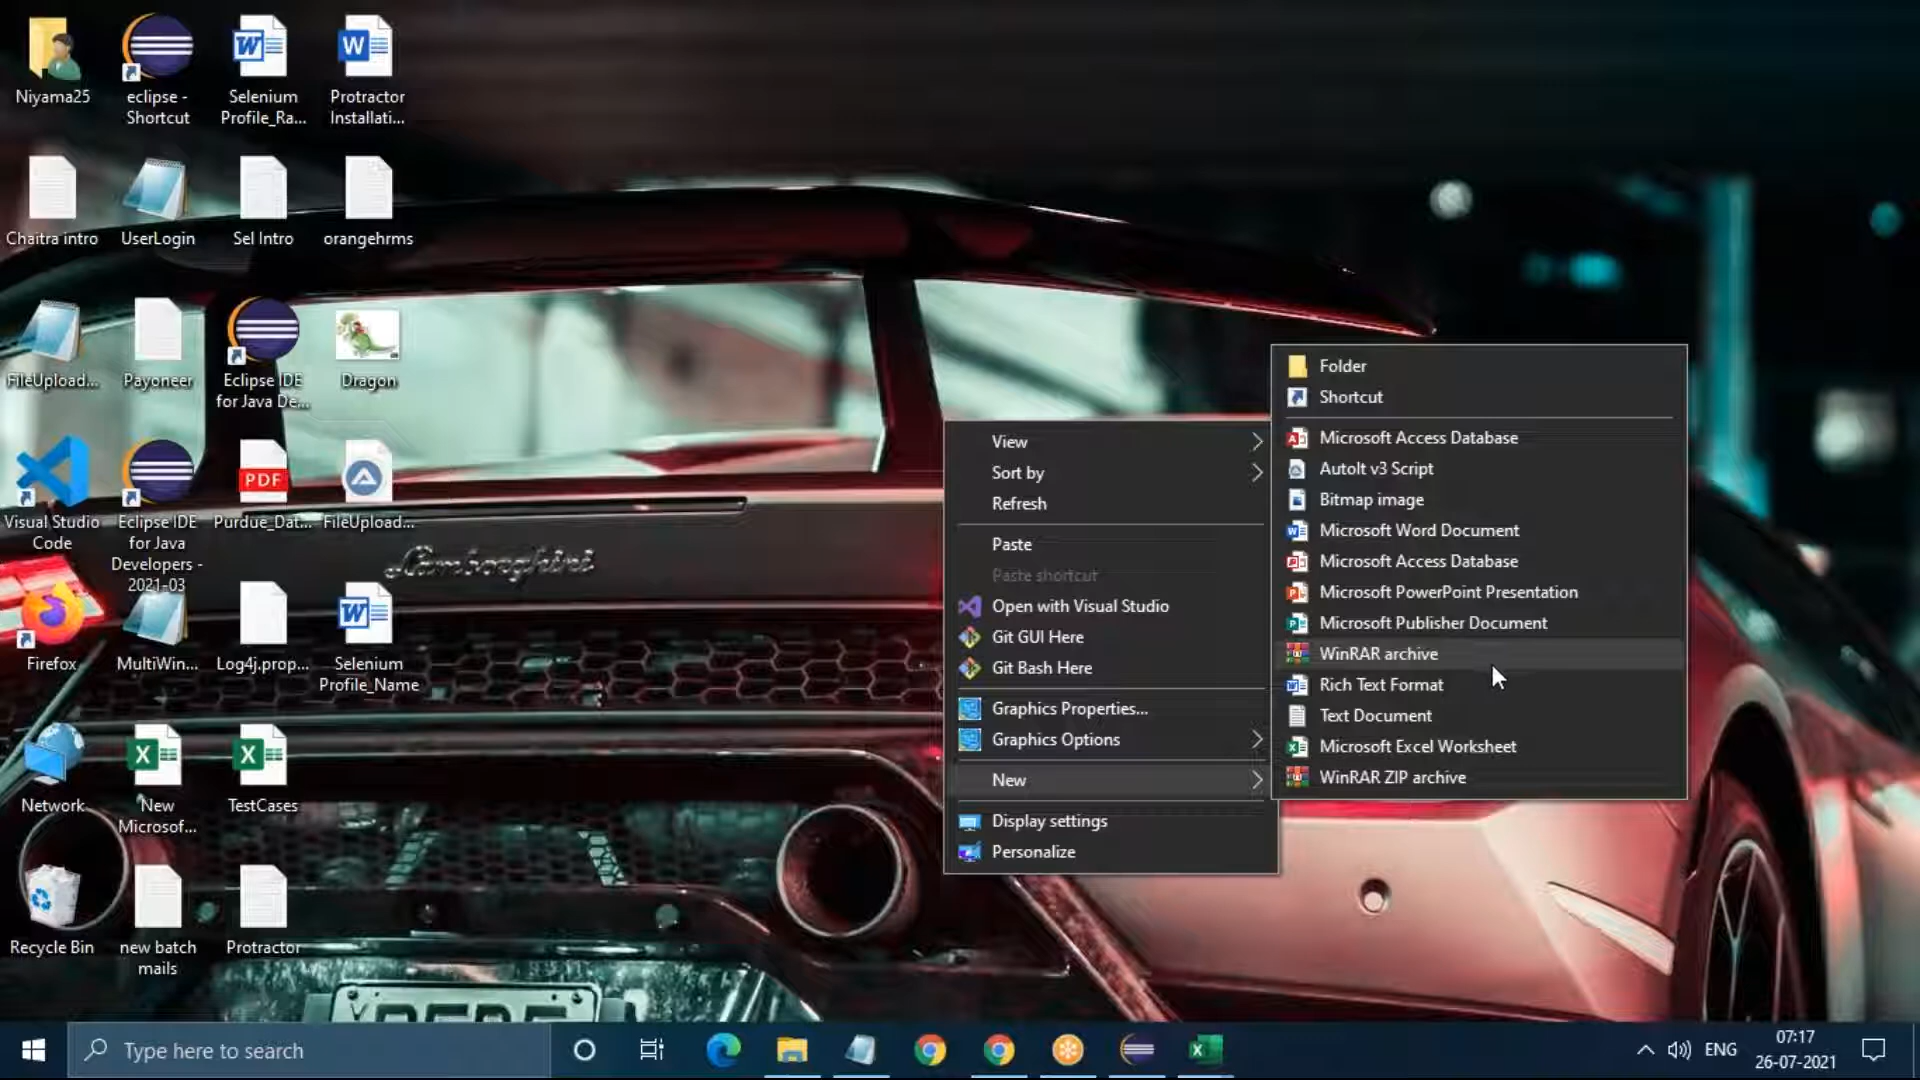 Niyama25
eclipse -
Shortcut
Selenium
Profile_Ra...
Protractor
Installati...
Chaitra intro
UserLogin
Sel Intro
orangehrms
FileUpload...
Payoneer
Eclipse IDE
for Java De...
Dragon
Visual Studio
Code
Eclipse IDE
for Java
Developers -
2021-03
PDF
Purdue_Dat...
FileUpload...
Lamborghini
Firefox
MultiWin...
Log4j.prop...
Selenium
Profile_Name
Network
New
Microsof...
TestCases
Recycle Bin
new batch
mails
Protractor
View
Sort by
Refresh
Paste
Paste shortcut
Open with Visual Studio
Git GUI Here
Git Bash Here
Graphics Properties...
Graphics Options
New
Display settings
Personalize
Folder
Shortcut
Microsoft Access Database
AutoIt v3 Script
Bitmap image
Microsoft Word Document
Microsoft Access Database
Microsoft PowerPoint Presentation
Microsoft Publisher Document
WinRAR archive
Rich Text Format
Text Document
Microsoft Excel Worksheet
WinRAR ZIP archive
Type here to search
ENG
07:17
26-07-2021